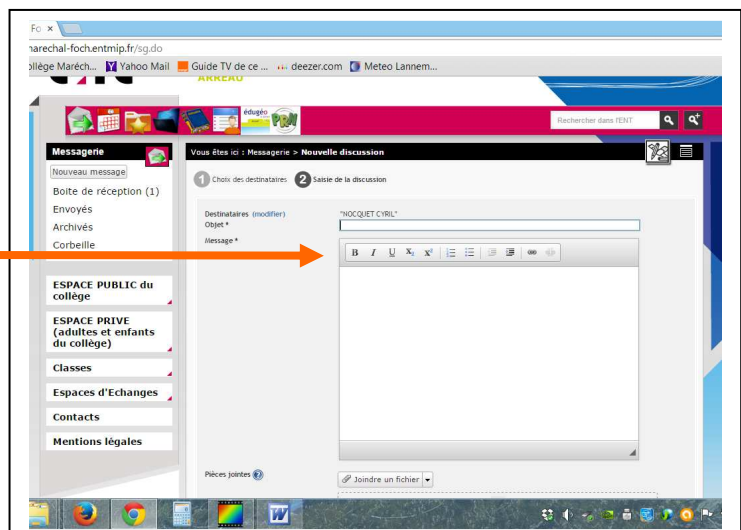 Fo ×
narechal-foch.entmip.fr/sg.do
ollège Maréch... Yahoo Mail Guide TV de ce ... deezer.com Meteo Lannem...
ARREAU
édugéo
PRM
Rechercher dans l'ENT
Messagerie
Vous êtes ici : Messagerie > Nouvelle discussion
Nouveau message
1 Choix des destinataires 2 Saisie de la discussion
Boite de réception (1)
Envoyés
Archivés
Corbeille
Destinataires (modifier) "NOCQUET CYRIL"
Objet *
Message *
B I U X₂ X²
ESPACE PUBLIC du
collège
ESPACE PRIVE
(adultes et enfants
du collège)
Classes
Espaces d'Echanges
Contacts
Mentions légales
Pièces jointes ?
Joindre un fichier
W